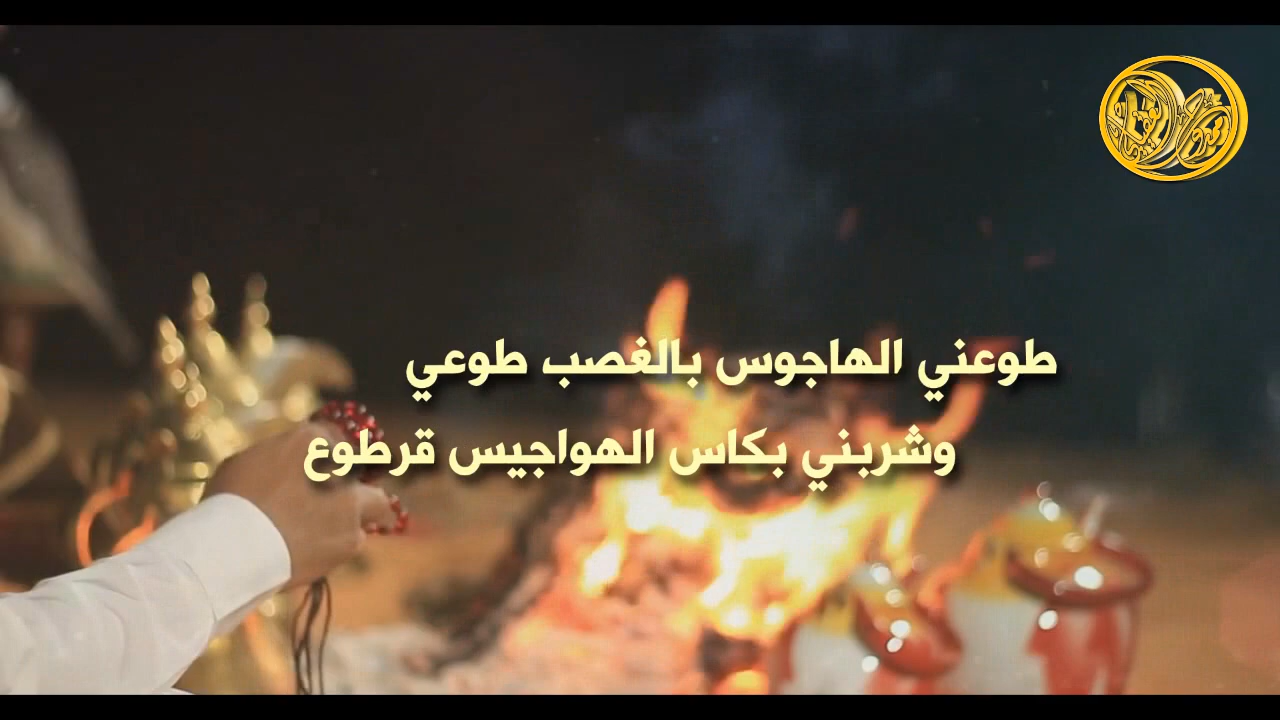 طوعني الهاجوس بالغصب طوعي
وشربني بكاس الهواجيس قرطوع